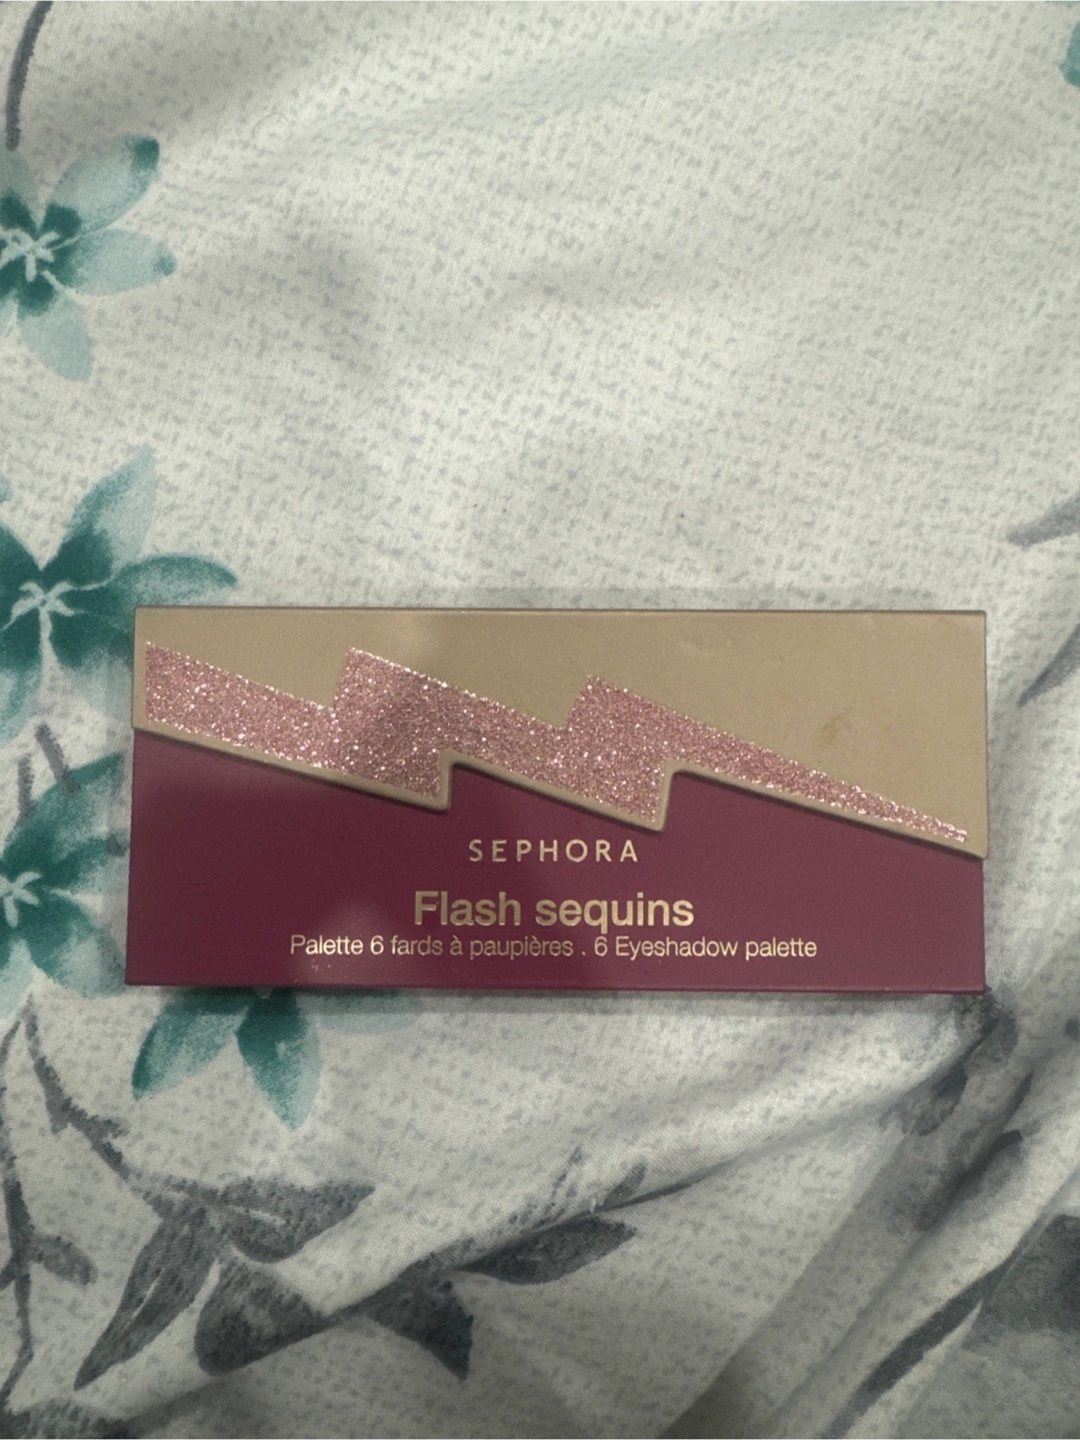 SEPHORA
Flash sequins
Palette 6 fards à paupières . 6 Eyeshadow palette